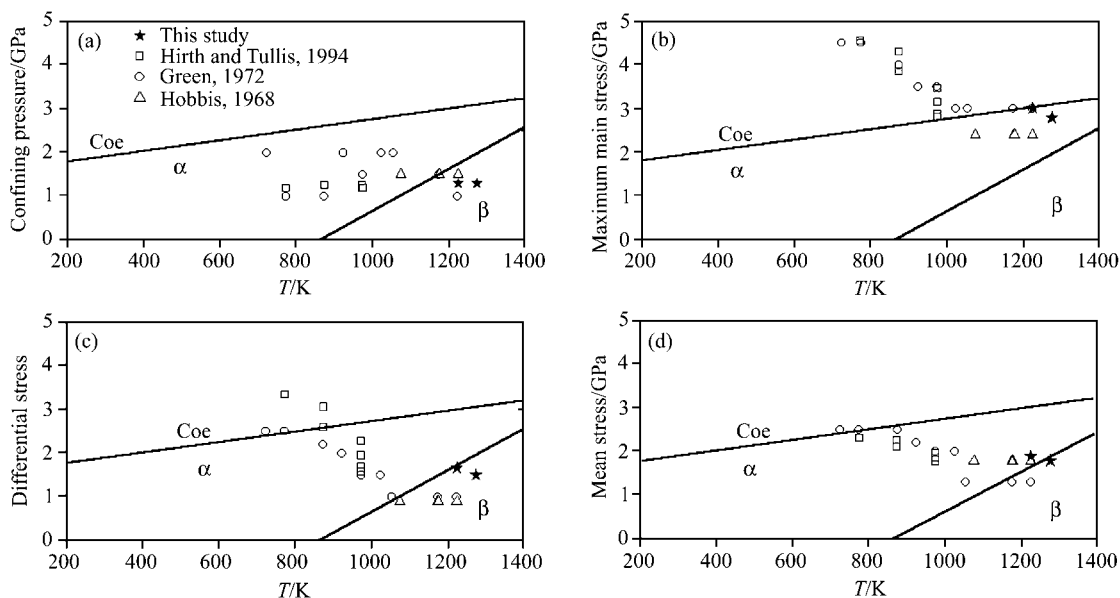 (a)
★ This study
□ Hirth and Tullis, 1994
○ Green, 1972
△ Hobbis, 1968
Confining pressure/GPa
5
4
3
2
1
0
Coe
α
β
200 400 600 800 1000 1200 1400
T/K
(b)
Maximum main stress/GPa
5
4
3
2
1
0
Coe
α
β
200 400 600 800 1000 1200 1400
T/K
(c)
Differential stress
5
4
3
2
1
0
Coe
α
β
200 400 600 800 1000 1200 1400
T/K
(d)
Mean stress/GPa
5
4
3
2
1
0
Coe
α
β
200 400 600 800 1000 1200 1400
T/K